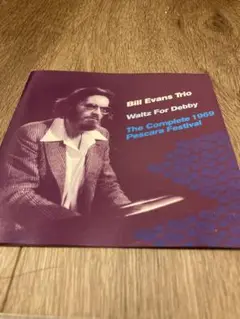 Bill Evans Trio
Waltz For Debby
The Complete 1969
Pescara Festival